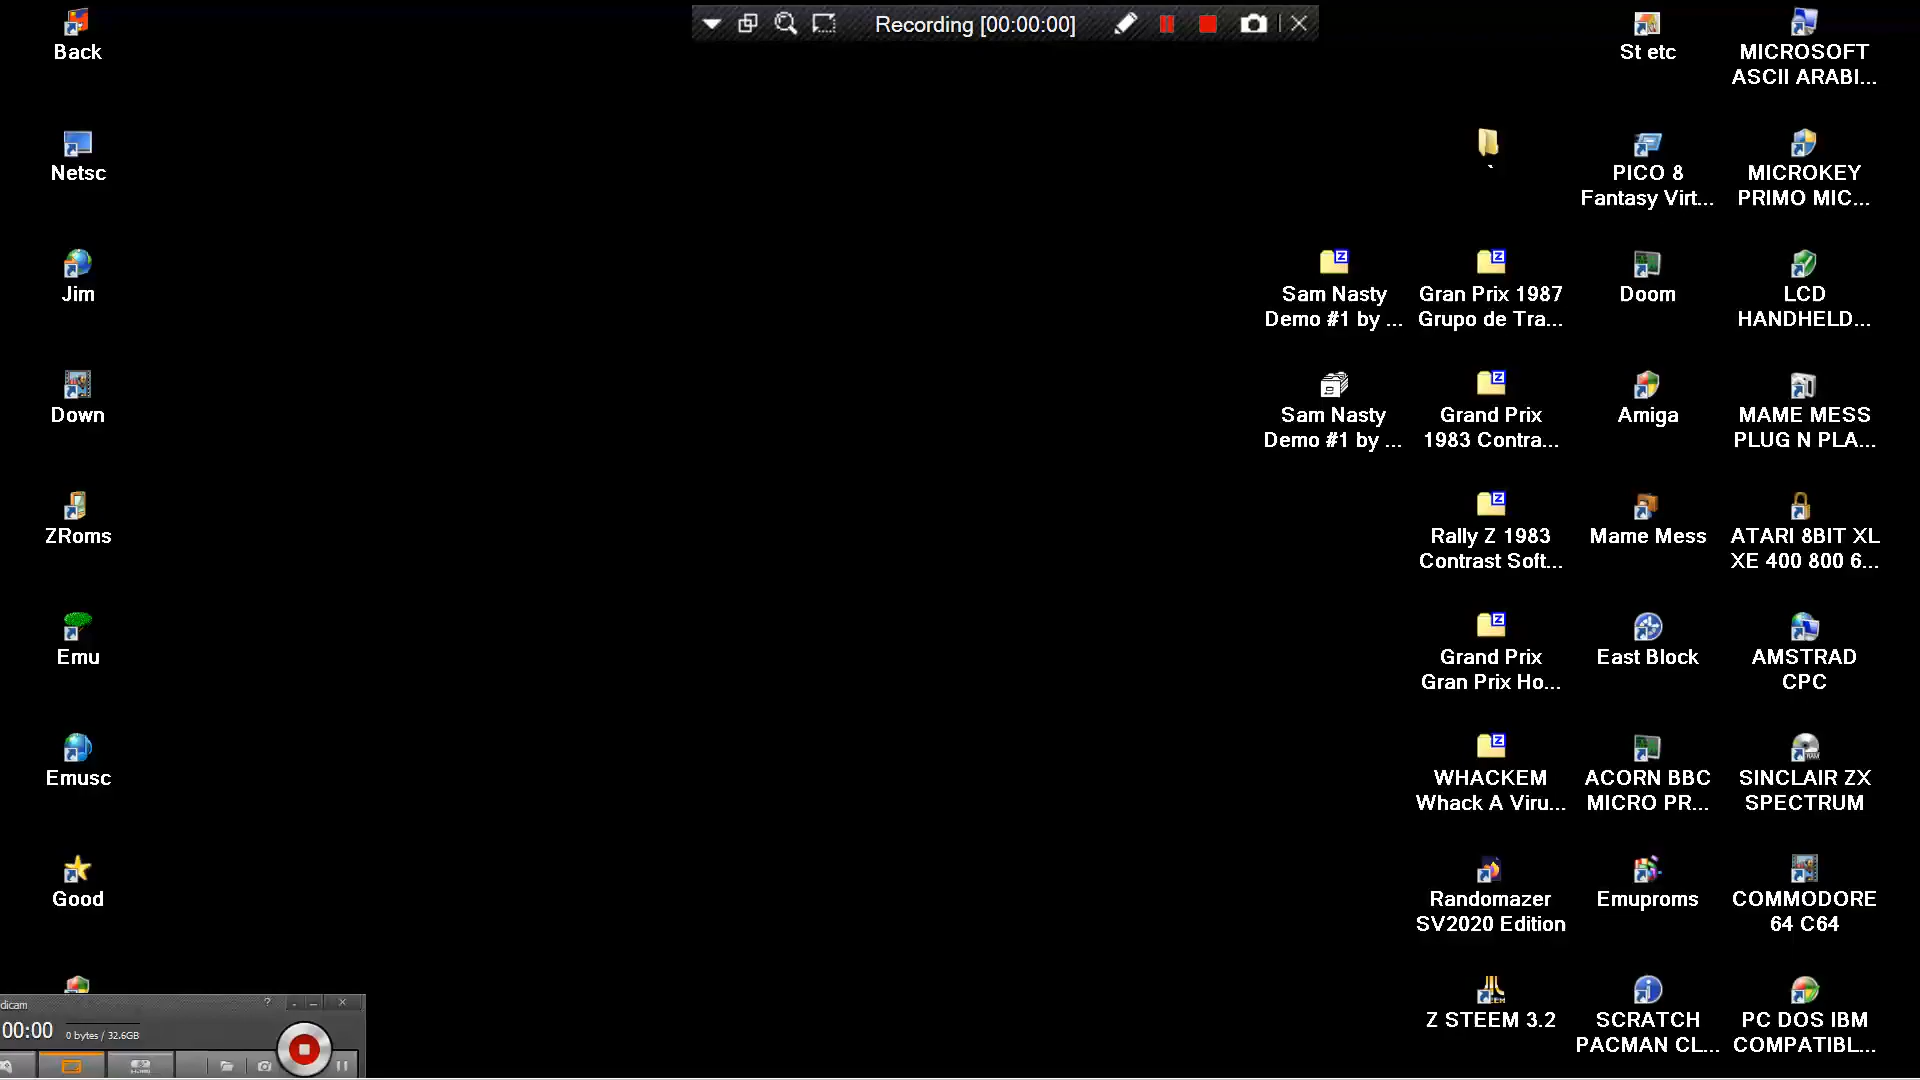 Recording [00:00:00]
Back
Netsc
Jim
Down
ZRoms
Emu
Emusc
Good
Sam Nasty
Demo #1 by ...
Sam Nasty
Demo #1 by ...
`
Gran Prix 1987
Grupo de Tra...
Grand Prix
1983 Contra...
Rally Z 1983
Contrast Soft...
Grand Prix
Gran Prix Ho...
WHACKEM
Whack A Viru...
Randomazer
SV2020 Edition
Z STEEM 3.2
St etc
PICO 8
Fantasy Virt...
Doom
Amiga
Mame Mess
East Block
ACORN BBC
MICRO PR...
Emuproms
SCRATCH
PACMAN CL...
MICROSOFT
ASCII ARABI...
MICROKEY
PRIMO MIC...
LCD
HANDHELD...
MAME MESS
PLUG N PLA...
ATARI 8BIT XL
XE 400 800 6...
AMSTRAD
CPC
SINCLAIR ZX
SPECTRUM
COMMODORE
64 C64
PC DOS IBM
COMPATIBL...
dicam
00:00
0 bytes / 32.6GB